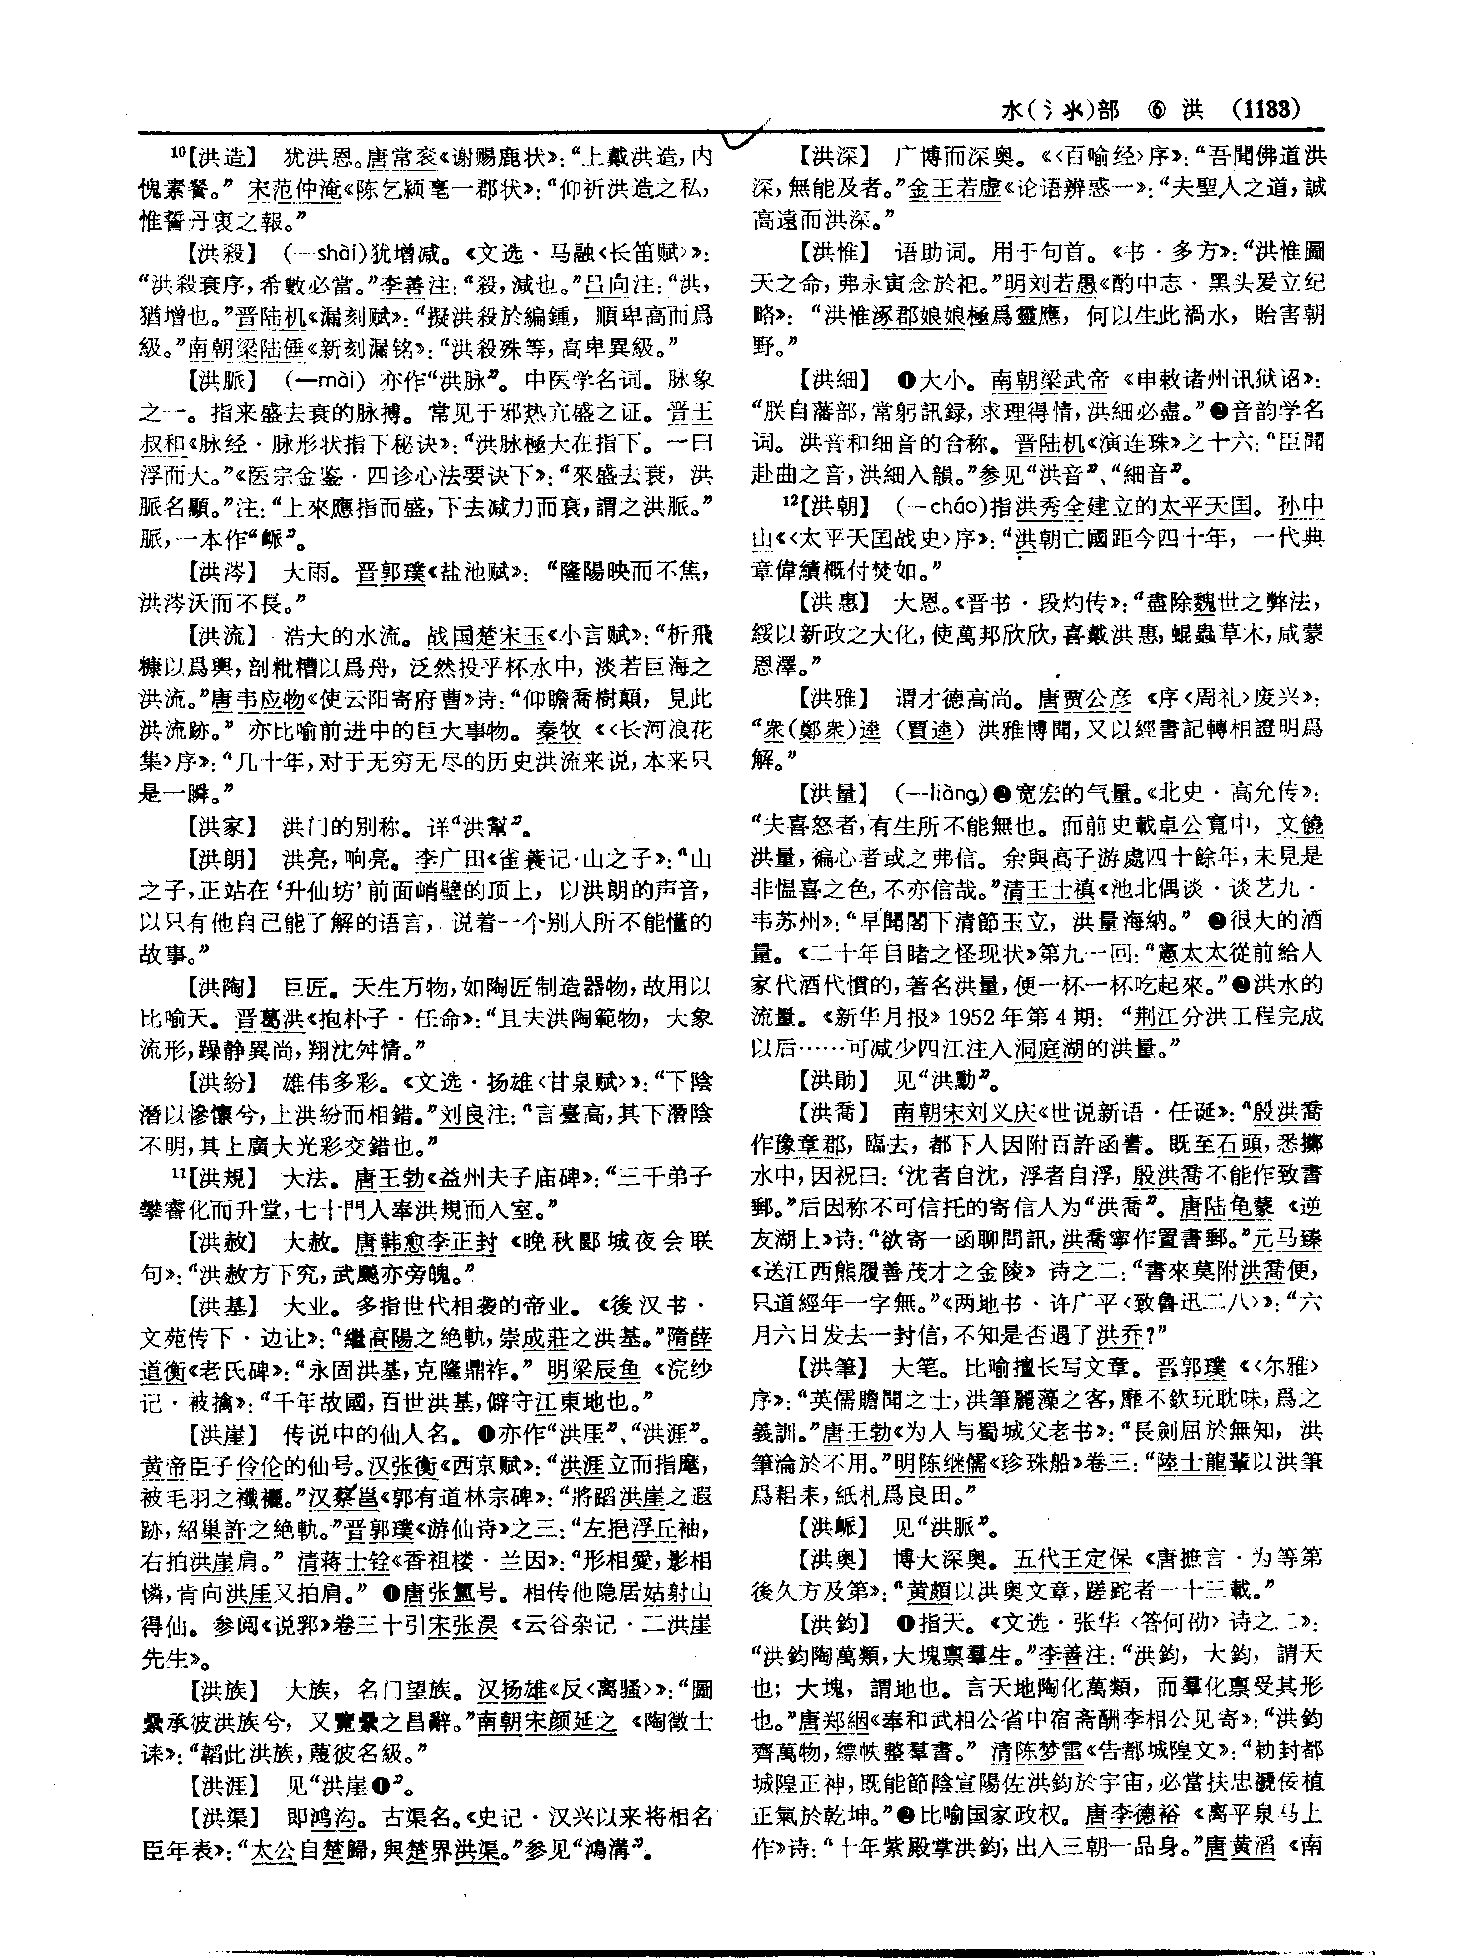 水(氵氺)部 ⑥ 洪 (1133)
10【洪造】 犹洪恩。唐常衮《谢赐鹿状》：“上戴洪造，内
愧素餐。” 宋范仲淹《陈乞颍亳一郡状》：“仰祈洪造之私，
惟誓丹衷之報。”
【洪殺】 (—shài)犹增减。《文选·马融〈长笛赋〉》：
“洪殺衰序，希數必當。”李善注：“殺，減也。”吕向注：“洪，
猶增也。”晋陆机《漏刻赋》：“擬洪殺於編鍾，順卑高而爲
級。”南朝梁陆倕《新刻漏铭》：“洪殺殊等，高卑異級。”
【洪脈】 (—mài) 亦作“洪脉”。中医学名词。脉象
之一。指来盛去衰的脉搏。常见于邪热亢盛之证。晋王
叔和《脉经·脉形状指下秘诀》：“洪脉極大在指下。一曰
浮而大。”《医宗金鉴·四诊心法要诀下》：“來盛去衰，洪
脈名顯。”注：“上來應指而盛，下去减力而衰，謂之洪脈。”
脈，一本作“衇”。
【洪涔】 大雨。晋郭璞《盐池赋》：“隆陽映而不焦，
洪涔沃而不長。”
【洪流】 浩大的水流。战国楚宋玉《小言赋》：“析飛
糠以爲輿，剖粃糟以爲舟，泛然投乎杯水中，淡若巨海之
洪流。”唐韦应物《使云阳寄府曹》诗：“仰瞻喬樹顛，見此
洪流跡。” 亦比喻前进中的巨大事物。秦牧《〈长河浪花
集〉序》：“几十年，对于无穷无尽的历史洪流来说，本来只
是一瞬。”
【洪家】 洪门的别称。详“洪幫”。
【洪朗】 洪亮，响亮。李广田《雀蓑记·山之子》：“山
之子，正站在‘升仙坊’前面峭壁的顶上，以洪朗的声音，
以只有他自己能了解的语言，说着一个别人所不能懂的
故事。”
【洪陶】 巨匠。天生万物，如陶匠制造器物，故用以
比喻天。晋葛洪《抱朴子·任命》：“且夫洪陶範物，大象
流形，躁静異尚，翔沈舛情。”
【洪紛】 雄伟多彩。《文选·扬雄〈甘泉赋〉》：“下陰
潛以慘懍兮，上洪紛而相錯。”刘良注：“言臺高，其下潛陰
不明，其上廣大光彩交錯也。”
11【洪規】 大法。唐王勃《益州夫子庙碑》：“三千弟子
攀睿化而升堂，七十門人奉洪規而入室。”
【洪赦】 大赦。唐韩愈李正封《晚秋郾城夜会联
句》：“洪赦方下究，武飈亦旁魄。”
【洪基】 大业。多指世代相袭的帝业。《後汉书·
文苑传下·边让》：“繼高陽之絶軌，崇成莊之洪基。”隋薛
道衡《老氏碑》：“永固洪基，克隆鼎祚。” 明梁辰鱼《浣纱
记·被擒》：“千年故國，百世洪基，僻守江東地也。”
【洪崖】 传说中的仙人名。❶亦作“洪厓”、“洪涯”。
黄帝臣子伶伦的仙号。汉张衡《西京赋》：“洪涯立而指麾，
被毛羽之襳襹。”汉蔡邕《郭有道林宗碑》：“將蹈洪崖之遐
跡，紹巢許之絶軌。”晋郭璞《游仙诗》之三：“左挹浮丘袖，
右拍洪崖肩。” 清蒋士铨《香祖楼·兰因》：“形相愛，影相
憐，肯向洪厓又拍肩。” ❶唐张氲号。相传他隐居姑射山
得仙。参阅《说郛》卷三十引宋张淏《云谷杂记·二洪崖
先生》。
【洪族】 大族，名门望族。汉扬雄《反〈离骚〉》：“圖
纍承彼洪族兮，又覽纍之昌辭。”南朝宋颜延之《陶徵士
诔》：“韜此洪族，蔑彼名級。”
【洪涯】 见“洪崖❶”。
【洪渠】 即鸿沟。古渠名。《史记·汉兴以来将相名
臣年表》：“太公自楚歸，與楚界洪渠。”参见“鴻溝”。
【洪深】 广博而深奥。《〈百喻经〉序》：“吾聞佛道洪
深，無能及者。”金王若虚《论语辨惑一》：“夫聖人之道，誠
高遠而洪深。”
【洪惟】 语助词。用于句首。《书·多方》：“洪惟圖
天之命，弗永寅念於祀。”明刘若愚《酌中志·黑头爰立纪
略》：“洪惟涿郡娘娘極爲靈應，何以生此禍水，貽害朝
野。”
【洪細】 ❶大小。南朝梁武帝《申敕诸州讯狱诏》：
“朕自藩部，常躬訊録，求理得情，洪細必盡。”❷音韵学名
词。洪音和细音的合称。晋陆机《演连珠》之十六：“臣聞
赴曲之音，洪細入韻。”参见“洪音”、“細音”。
12【洪朝】 (—cháo)指洪秀全建立的太平天囯。孙中
山《〈太平天囯战史〉序》：“洪朝亡國距今四十年，一代典
章偉績概付焚如。”
【洪惠】 大恩。《晋书·段灼传》：“盡除魏世之弊法，
綏以新政之大化，使萬邦欣欣，喜戴洪惠，蜫蟲草木，咸蒙
恩澤。”
【洪雅】 谓才德高尚。唐贾公彦《序〈周礼〉废兴》：
“衆(鄭衆)逵 (賈逵) 洪雅博聞，又以經書記轉相證明爲
解。”
【洪量】 (—liàng)❶宽宏的气量。《北史·高允传》：
“夫喜怒者，有生所不能無也。而前史載卓公寬中，文饒
洪量，褊心者或之弗信。余與高子游處四十餘年，未見是
非愠喜之色，不亦信哉。”清王士禛《池北偶谈·谈艺九·
韦苏州》：“早聞閣下清節玉立，洪量海納。” ❷很大的酒
量。《二十年目睹之怪现状》第九一回：“憲太太從前給人
家代酒代慣的，著名洪量，便一杯一杯吃起來。”❷洪水的
流量。《新华月报》1952年第4期：“荆江分洪工程完成
以后……可减少四江注入洞庭湖的洪量。”
【洪勛】 见“洪勳”。
【洪喬】 南朝宋刘义庆《世说新语·任诞》：“殷洪喬
作豫章郡，臨去，都下人因附百許函書。既至石頭，悉擲
水中，因祝曰：‘沈者自沈，浮者自浮，殷洪喬不能作致書
郵。”后因称不可信托的寄信人为“洪喬”。唐陆龟蒙《逆
友湖上》诗：“欲寄一函聊問訊，洪喬寧作置書郵。”元马臻
《送江西熊履善茂才之金陵》诗之二：“書來莫附洪喬便，
只道經年一字無。”《两地书·许广平〈致鲁迅二八〉》：“六
月六日发去一封信，不知是否遇了洪乔？”
【洪筆】 大笔。比喻擅长写文章。晋郭璞《〈尔雅〉
序》：“英儒贍聞之士，洪筆麗藻之客，靡不欽玩耽味，爲之
義訓。”唐王勃《为人与蜀城父老书》：“長劍屈於無知，洪
筆淪於不用。”明陈继儒《珍珠船》卷三：“陸士龍輩以洪筆
爲耜耒，紙札爲良田。”
【洪衇】 见“洪脈”。
【洪奥】 博大深奥。五代王定保《唐摭言·为等第
後久方及第》：“黄頗以洪奥文章，蹉跎者一十三載。”
【洪鈞】 ❶指天。《文选·张华〈答何劭〉诗之二》：
“洪鈞陶萬類，大塊禀羣生。”李善注：“洪鈞，大鈞，謂天
也；大塊，謂地也。言天地陶化萬類，而羣化禀受其形
也。”唐郑絪《奉和武相公省中宿斋酬李相公见寄》：“洪鈞
齊萬物，縹帙整羣書。” 清陈梦雷《告都城隍文》：“勅封都
城隍正神，既能節陰宣陽佐洪鈞於宇宙，必當扶忠殛佞植
正氣於乾坤。”❷比喻国家政权。唐李德裕《离平泉马上
作》诗：“十年紫殿掌洪鈞，出入三朝一品身。”唐黄滔《南